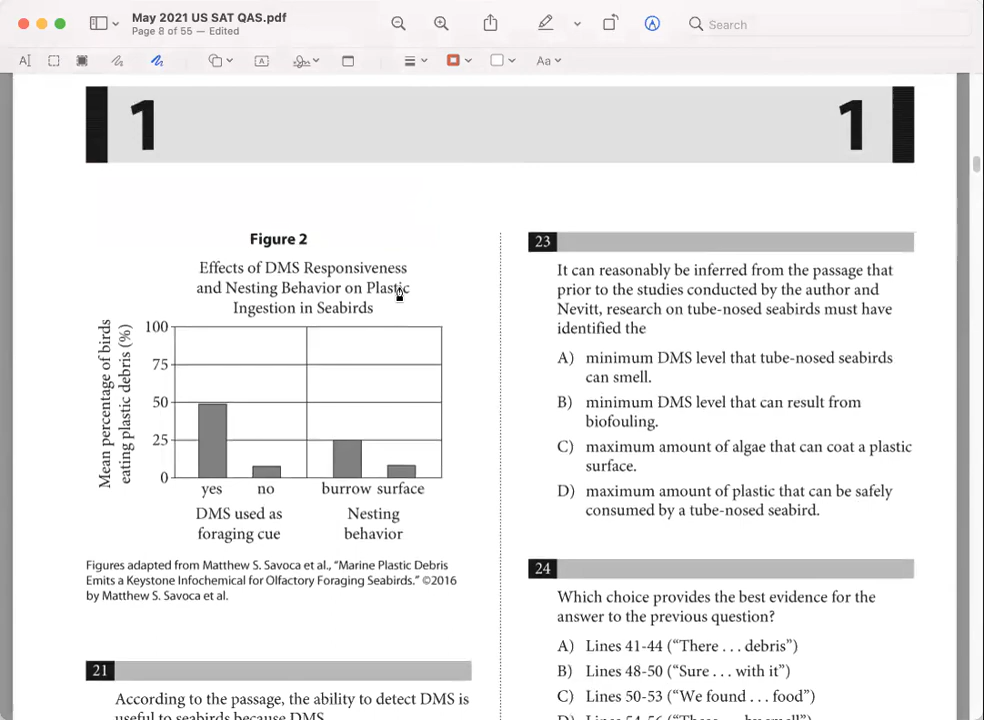 May 2021 US SAT QAS.pdf
Page 8 of 55 — Edited
Search
Aa
1
1
Figure 2
Effects of DMS Responsiveness
and Nesting Behavior on Plastic
Ingestion in Seabirds
Mean percentage of birds
eating plastic debris (%)
100
75
50
25
0
yes
no
burrow surface
DMS used as
foraging cue
Nesting
behavior
Figures adapted from Matthew S. Savoca et al., “Marine Plastic Debris
Emits a Keystone Infochemical for Olfactory Foraging Seabirds.” ©2016
by Matthew S. Savoca et al.
21
According to the passage, the ability to detect DMS is
useful to seabirds because DMS
23
It can reasonably be inferred from the passage that
prior to the studies conducted by the author and
Nevitt, research on tube-nosed seabirds must have
identified the
A) minimum DMS level that tube-nosed seabirds
can smell.
B) minimum DMS level that can result from
biofouling.
C) maximum amount of algae that can coat a plastic
surface.
D) maximum amount of plastic that can be safely
consumed by a tube-nosed seabird.
24
Which choice provides the best evidence for the
answer to the previous question?
A) Lines 41-44 (“There . . . debris”)
B) Lines 48-50 (“Sure . . . with it”)
C) Lines 50-53 (“We found . . . food”)